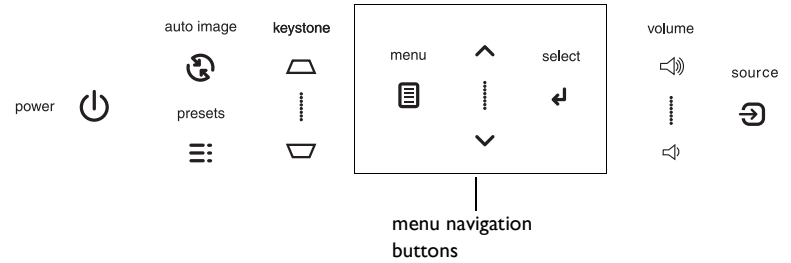 auto image
keystone
volume
menu
select
source
power
presets
menu navigation
buttons